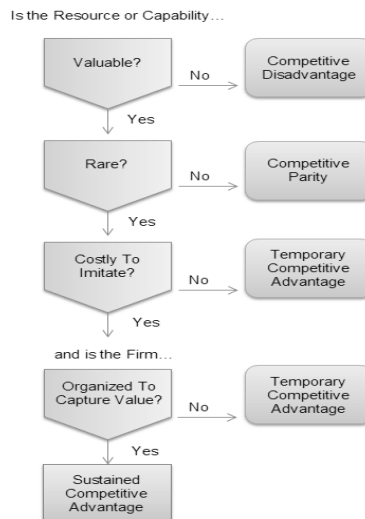 Is the Resource or Capability…
Valuable?
No
Competitive
Disadvantage
Yes
Rare?
No
Competitive
Parity
Yes
Costly To
Imitate?
No
Temporary
Competitive
Advantage
Yes
and is the Firm…
Organized To
Capture Value?
No
Temporary
Competitive
Advantage
Yes
Sustained
Competitive
Advantage